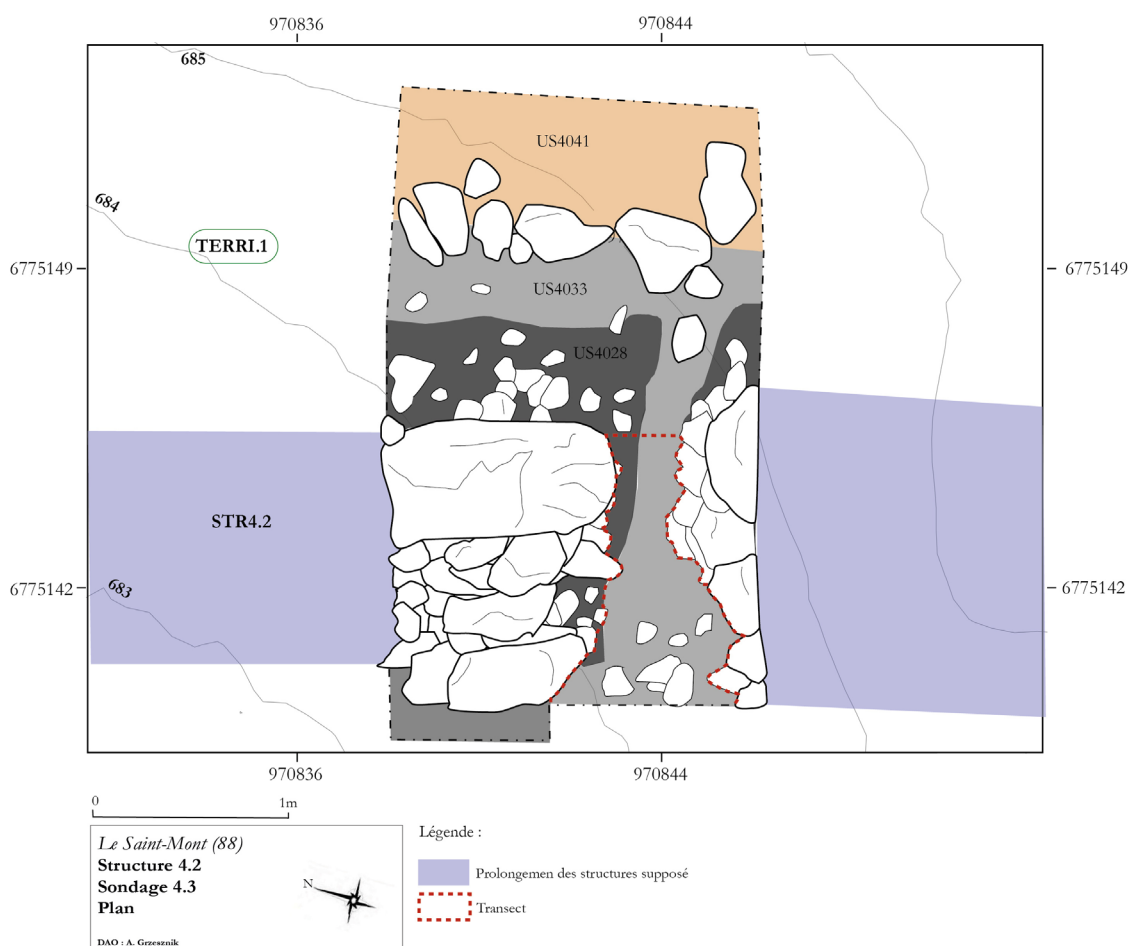 970836 970844
685
US4041
684
TERRI.1
6775149 6775149
US4033
US4028
STR4.2
683
6775142 6775142
970836 970844
0 1m
Le Saint-Mont (88)
Structure 4.2
Sondage 4.3
Plan
N
DAO : A. Grzesznik
Légende :
Prolongemen des structures supposé
Transect